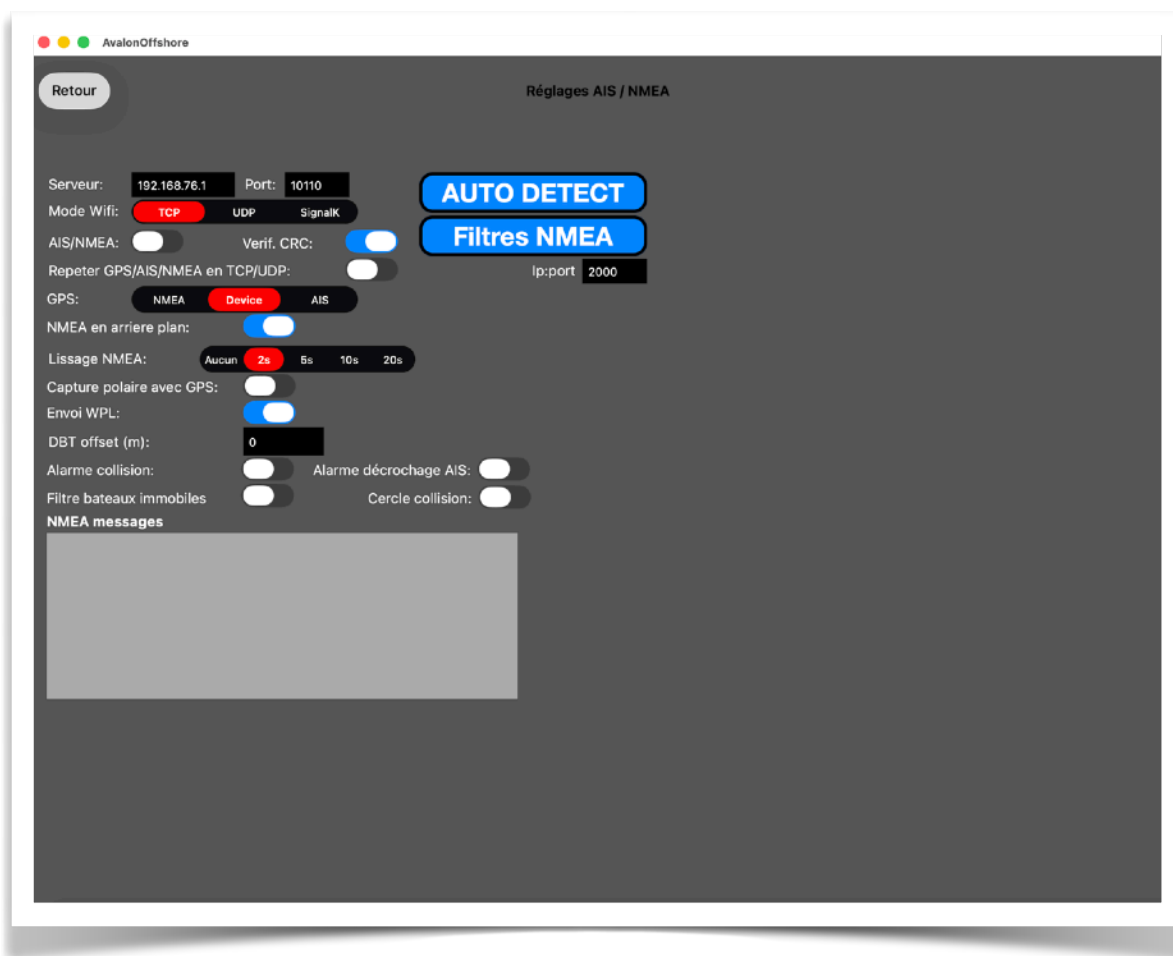 AvalonOffshore
Retour
Réglages AIS / NMEA
Serveur: 192.168.76.1 Port: 10110
AUTO DETECT
Mode Wifi: TCP UDP SignalK
AIS/NMEA: Verif. CRC:
Filtres NMEA
Repeter GPS/AIS/NMEA en TCP/UDP: Ip:port 2000
GPS: NMEA Device AIS
NMEA en arriere plan:
Lissage NMEA: Aucun 2s 5s 10s 20s
Capture polaire avec GPS:
Envoi WPL:
DBT offset (m): 0
Alarme collision: Alarme décrochage AIS:
Filtre bateaux immobiles Cercle collision:
NMEA messages